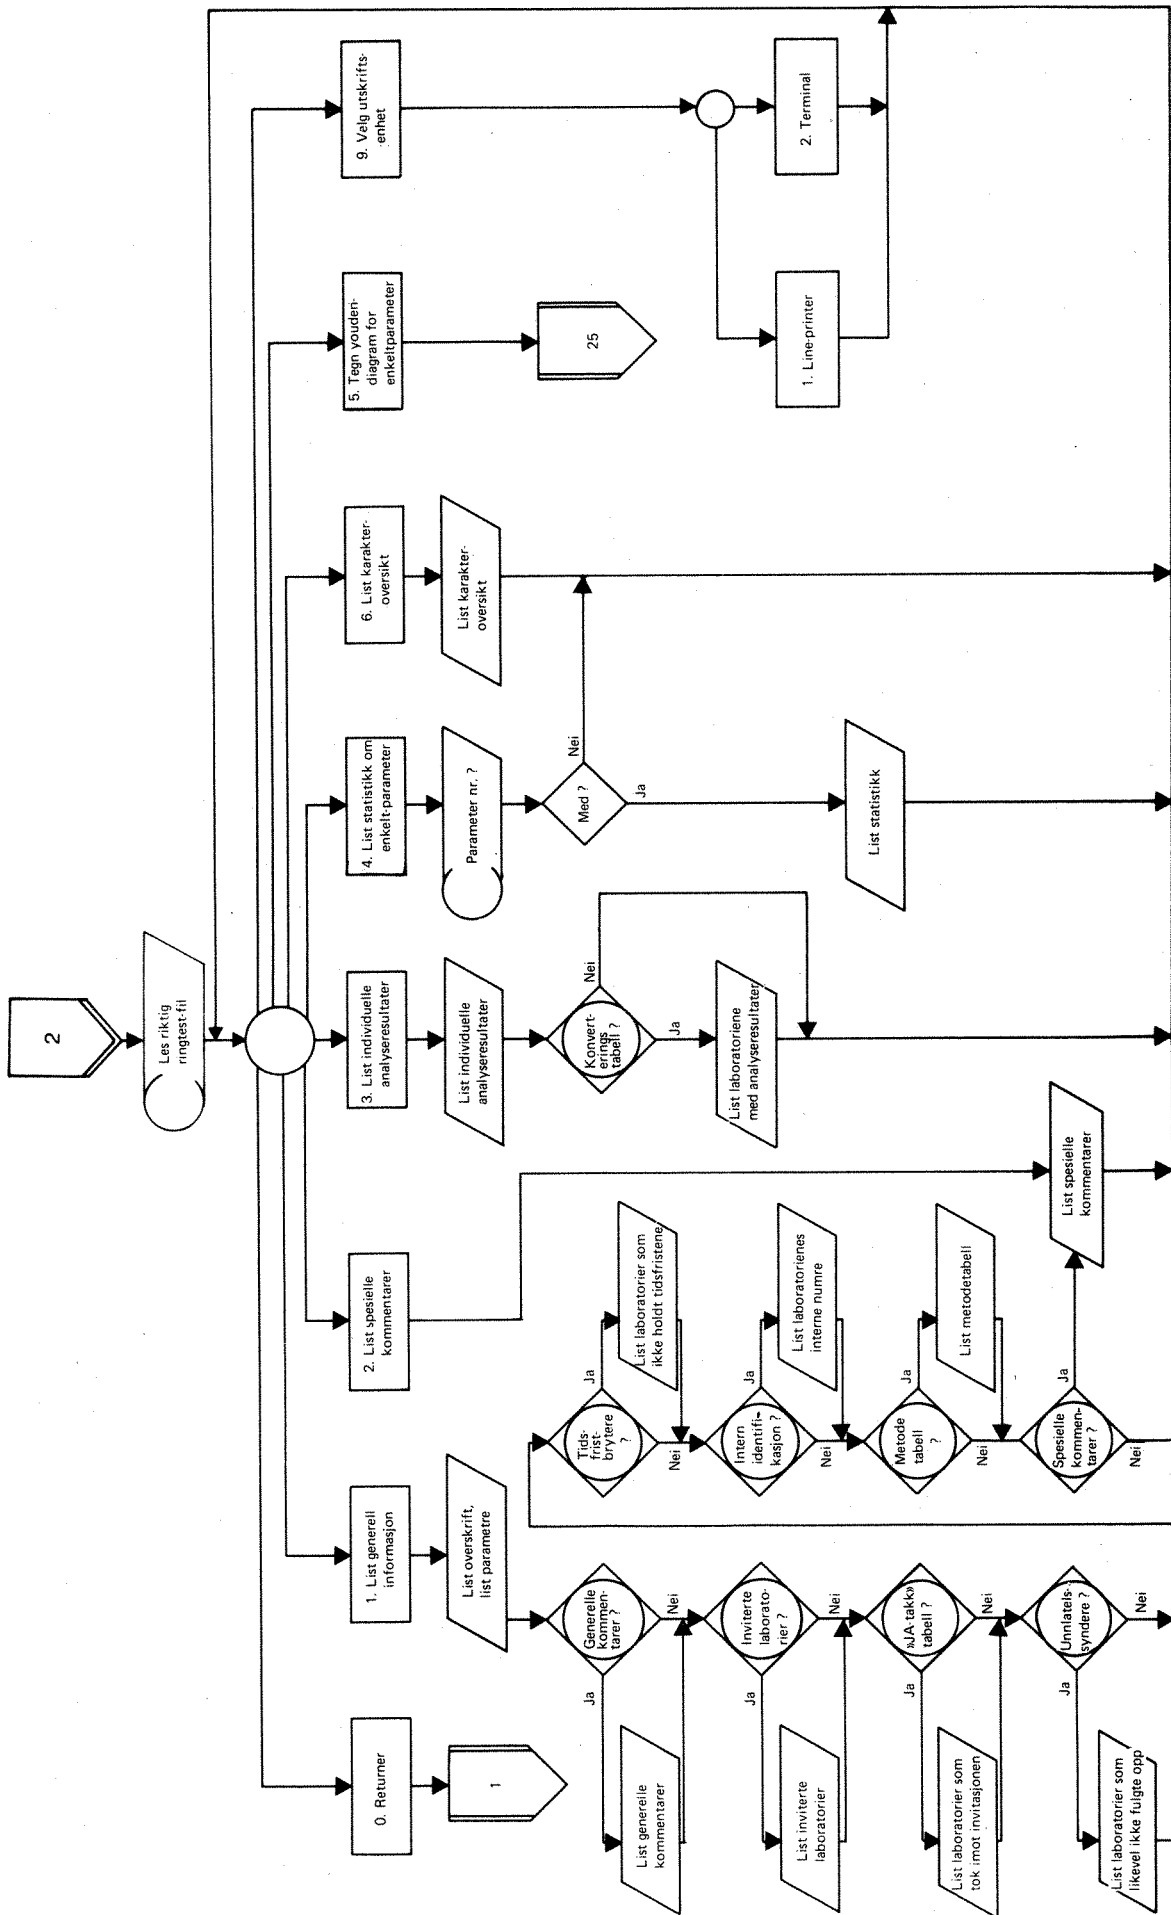 2
Les riktig
ringtest-fil
0. Returner
1
1. List generell
informasjon
List overskrift,
list parametre
Generelle
kommen-
tarer ?
Ja
Nei
List generelle
kommentarer
Inviterte
laborato-
rier ?
Ja
Nei
List inviterte
laboratorier
»JA-takk»
tabell ?
Ja
Nei
List laboratorier som
tok imot invitasjonen
Unnlatels-
syndere ?
Ja
Nei
List laboratorier som
likevel ikke fulgte opp
Tids-
frist-
brytere
?
Ja
Nei
List laboratorier som
ikke holdt tidsfristene
Intern
identifi-
kasjon ?
Ja
Nei
List laboratorienes
interne numre
Metode
tabell
?
Ja
Nei
List metodetabell
Spesielle
kommen-
tarer ?
Ja
Nei
2. List spesielle
kommentarer
List spesielle
kommentarer
3. List individuelle
analyseresultater
List individuelle
analyseresultater
Konvert-
erings
tabell ?
Nei
Ja
List laboratoriene
med analyseresultater
4. List statistikk om
enkelt-parameter
Parameter nr. ?
Med ?
Nei
Ja
List statistikk
6. List karakter-
oversikt
List karakter-
oversikt
5. Tegn youden-
diagram for
enkeltparameter
25
9. Velg utskrifts-
enhet
1. Line-printer
2. Terminal